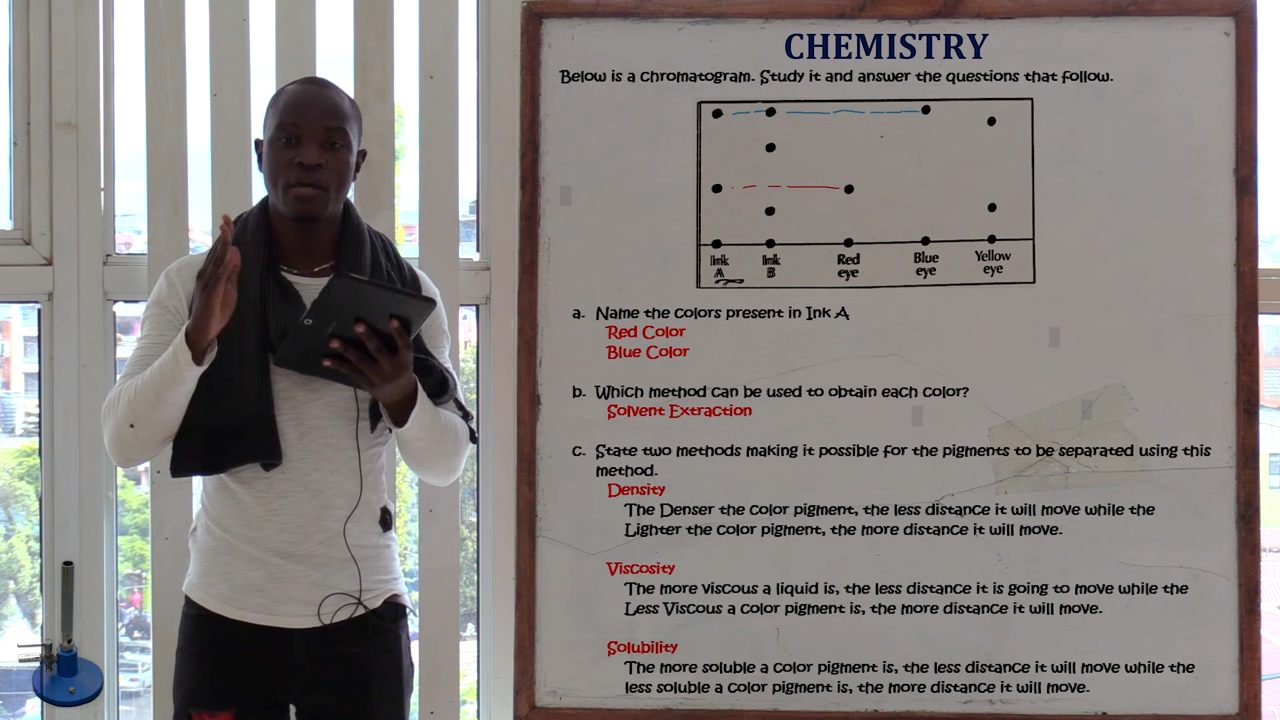 CHEMISTRY
Below is a chromatogram. Study it and answer the questions that follow.
Ink A
Ink B
Red eye
Blue eye
Yellow eye
a. Name the colors present in Ink A
Red Color
Blue Color
b. Which method can be used to obtain each color?
Solvent Extraction
c. State two methods making it possible for the pigments to be separated using this
method.
Density
The Denser the color pigment, the less distance it will move while the
Lighter the color pigment, the more distance it will move.
Viscosity
The more viscous a liquid is, the less distance it is going to move while the
Less Viscous a color pigment is, the more distance it will move.
Solubility
The more soluble a color pigment is, the less distance it will move while the
less soluble a color pigment is, the more distance it will move.